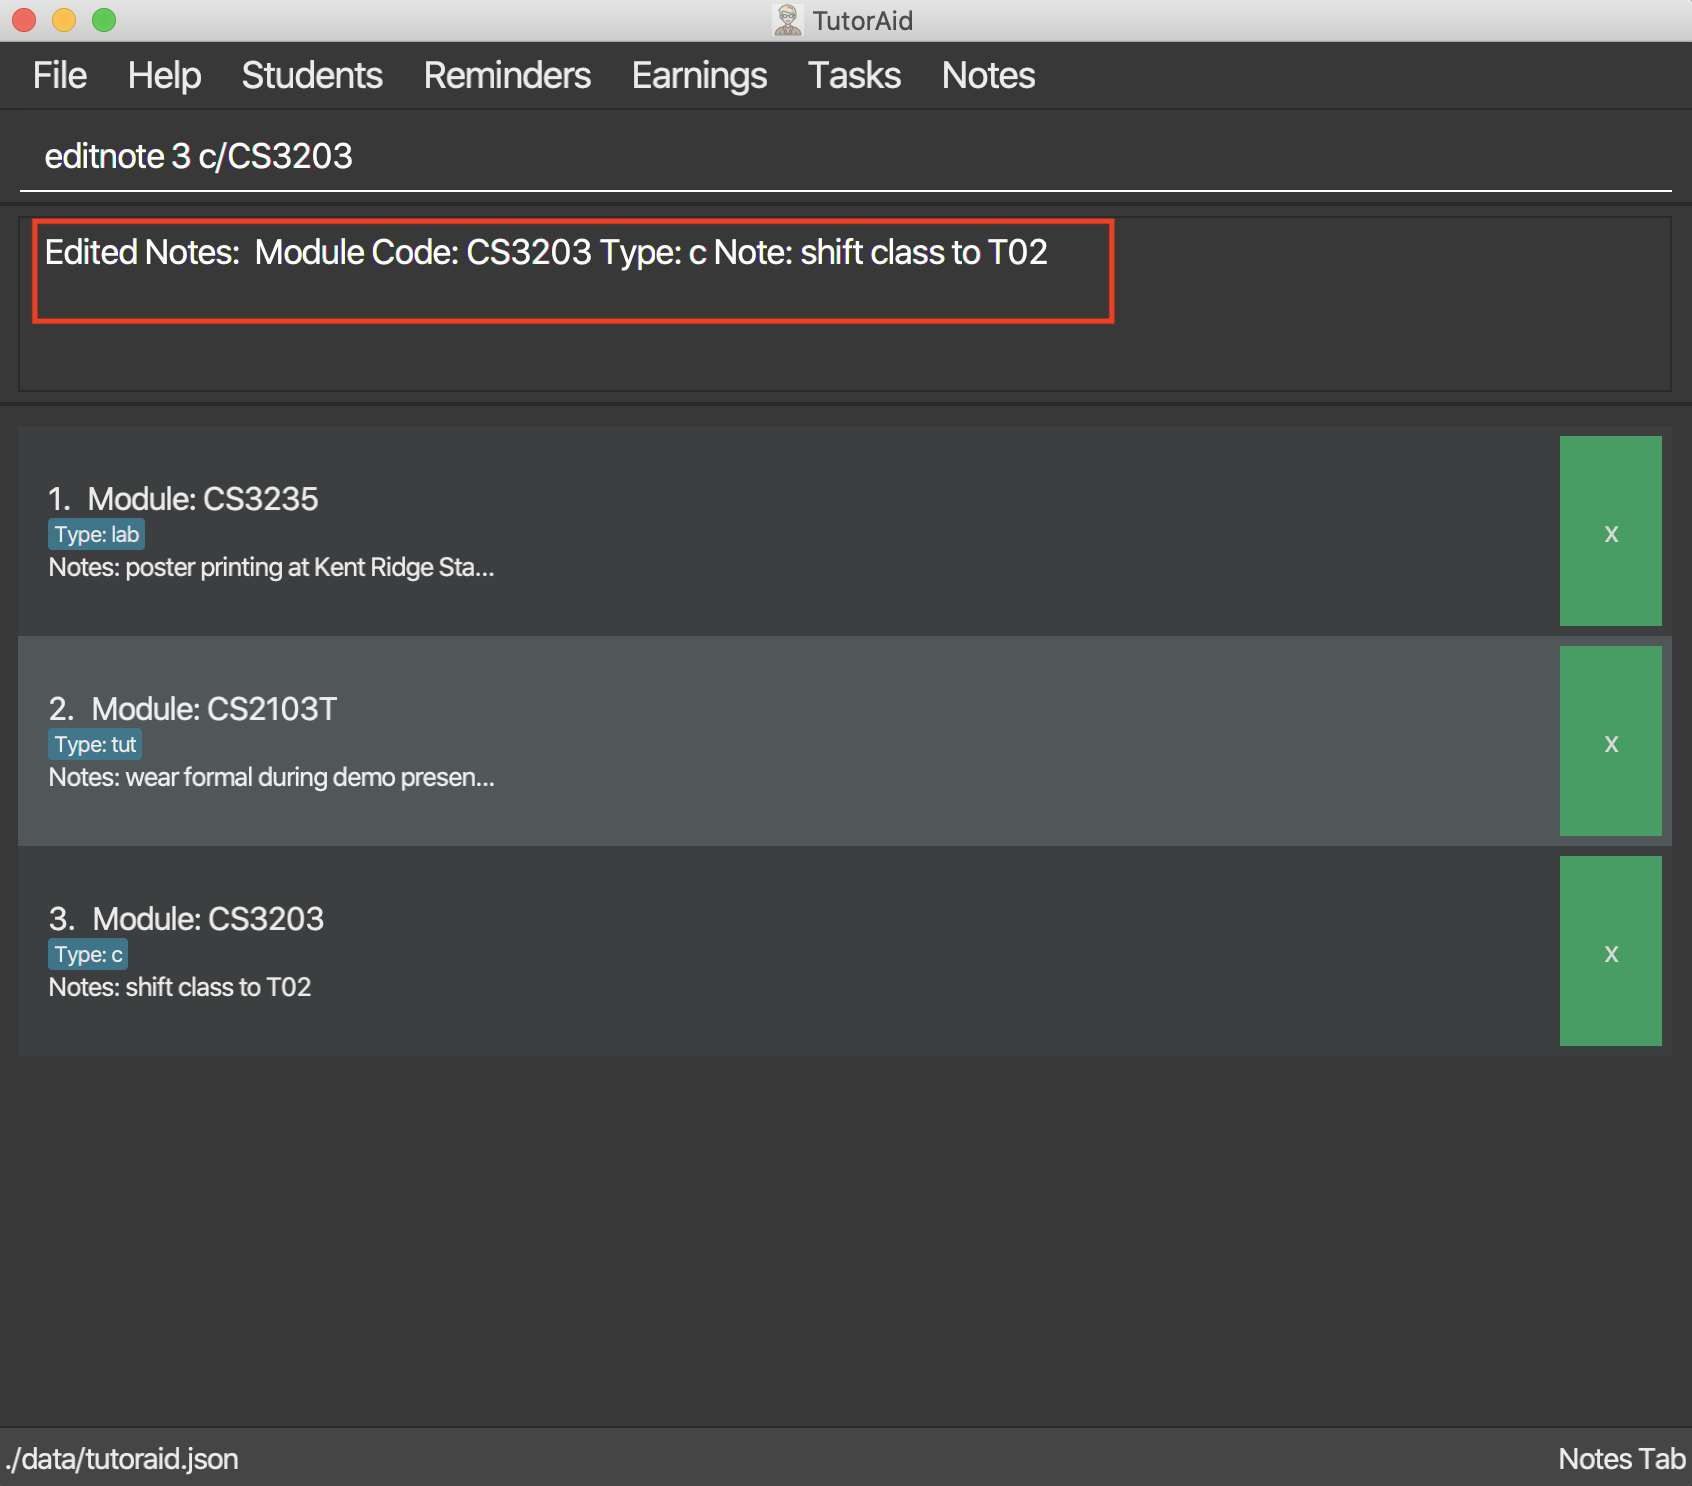 TutorAid
File Help Students Reminders Earnings Tasks Notes
editnote 3 c/CS3203
Edited Notes:  Module Code: CS3203 Type: c Note: shift class to T02
1. Module: CS3235
Type: lab
Notes: poster printing at Kent Ridge Sta...
x
2. Module: CS2103T
Type: tut
Notes: wear formal during demo presen...
x
3. Module: CS3203
Type: c
Notes: shift class to T02
x
./data/tutoraid.json
Notes Tab